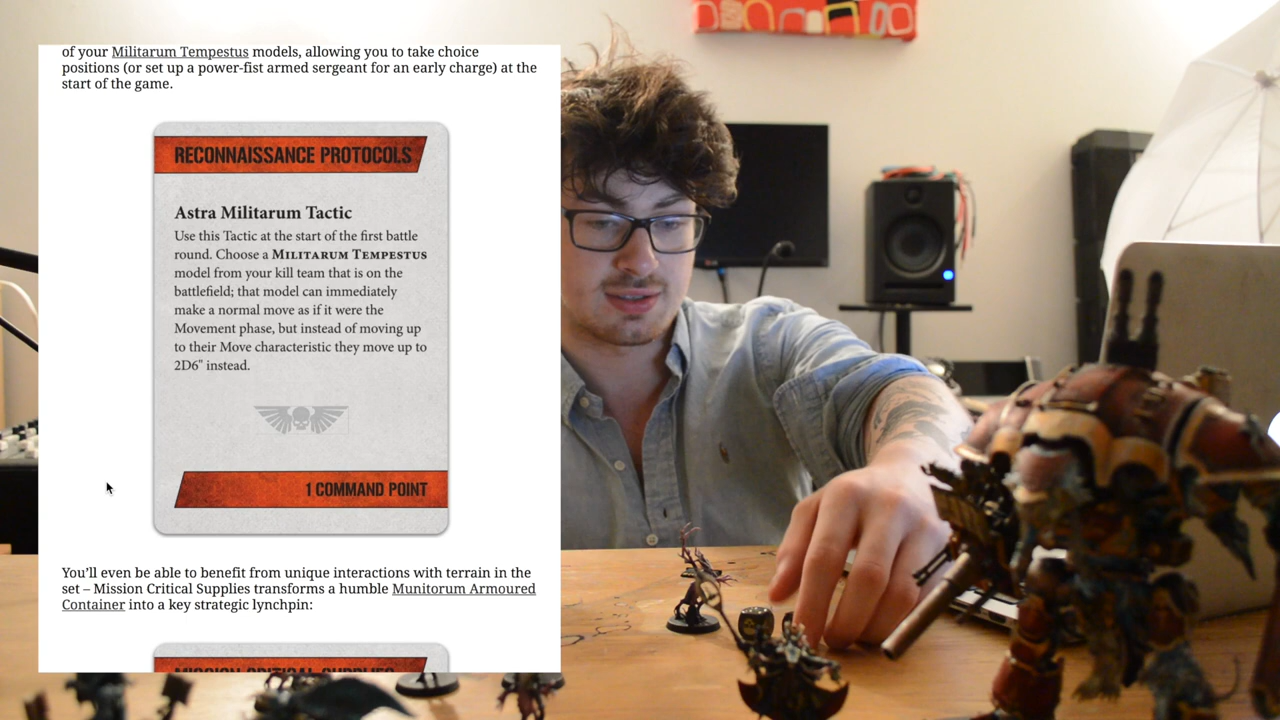 of your Militarum Tempestus models, allowing you to take choice
positions (or set up a power-fist armed sergeant for an early charge) at the
start of the game.
RECONNAISSANCE PROTOCOLS
Astra Militarum Tactic
Use this Tactic at the start of the first battle
round. Choose a MILITARUM TEMPESTUS
model from your kill team that is on the
battlefield; that model can immediately
make a normal move as if it were the
Movement phase, but instead of moving up
to their Move characteristic they move up to
2D6" instead.
1 COMMAND POINT
You’ll even be able to benefit from unique interactions with terrain in the
set – Mission Critical Supplies transforms a humble Munitorum Armoured
Container into a key strategic lynchpin:
MISSION CRITICAL SUPPLIES